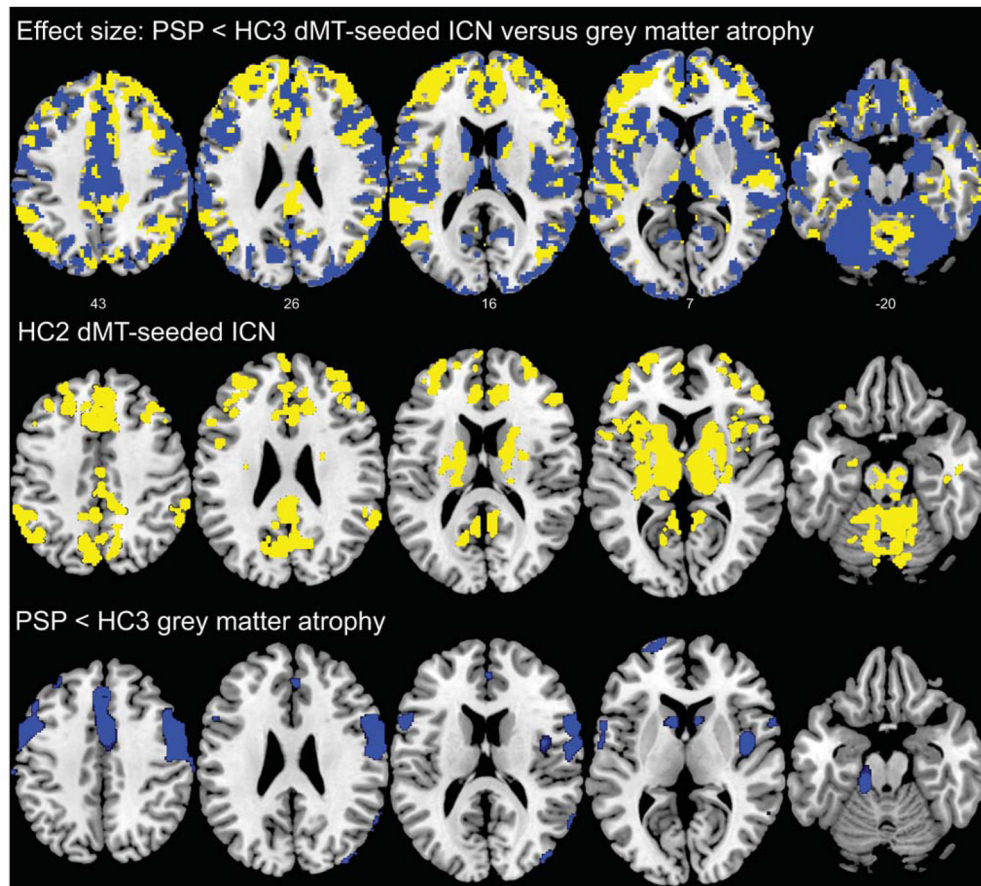 Effect size: PSP < HC3 dMT-seeded ICN versus grey matter atrophy
43 26 16 7 -20
HC2 dMT-seeded ICN
PSP < HC3 grey matter atrophy